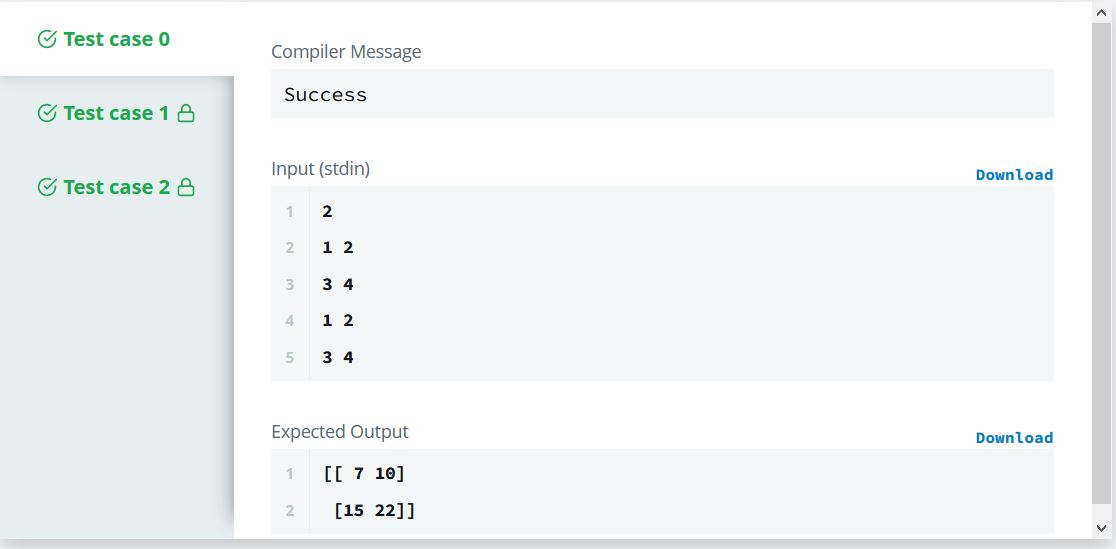 Test case 0
Test case 1
Test case 2
Compiler Message
Success
Input (stdin)
Download
1 2
2 1 2
3 3 4
4 1 2
5 3 4
Expected Output
Download
1 [[ 7 10]
2  [15 22]]